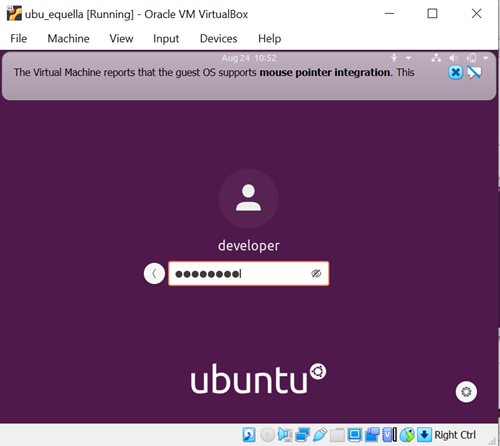 ubu_equella [Running] - Oracle VM VirtualBox
File Machine View Input Devices Help
Aug 24 10:52
The Virtual Machine reports that the guest OS supports mouse pointer integration. This
developer
●●●●●●●●
ubuntu
Right Ctrl